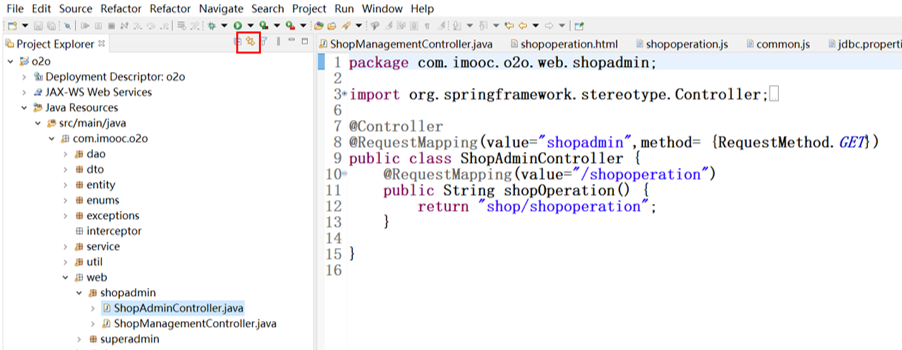 File Edit Source Refactor Refactor Navigate Search Project Run Window Help
Project Explorer
o2o
Deployment Descriptor: o2o
JAX-WS Web Services
Java Resources
src/main/java
com.imooc.o2o
dao
dto
entity
enums
exceptions
interceptor
service
util
web
shopadmin
ShopAdminController.java
ShopManagementController.java
superadmin
ShopManagementController.java shopoperation.html shopoperation.js common.js jdbc.properti
1 package com.imooc.o2o.web.shopadmin;
2
3 import org.springframework.stereotype.Controller;
6
7 @Controller
8 @RequestMapping(value="shopadmin",method= {RequestMethod.GET})
9 public class ShopAdminController {
10 @RequestMapping(value="/shopoperation")
11 public String shopOperation() {
12 return "shop/shopoperation";
13 }
14
15 }
16